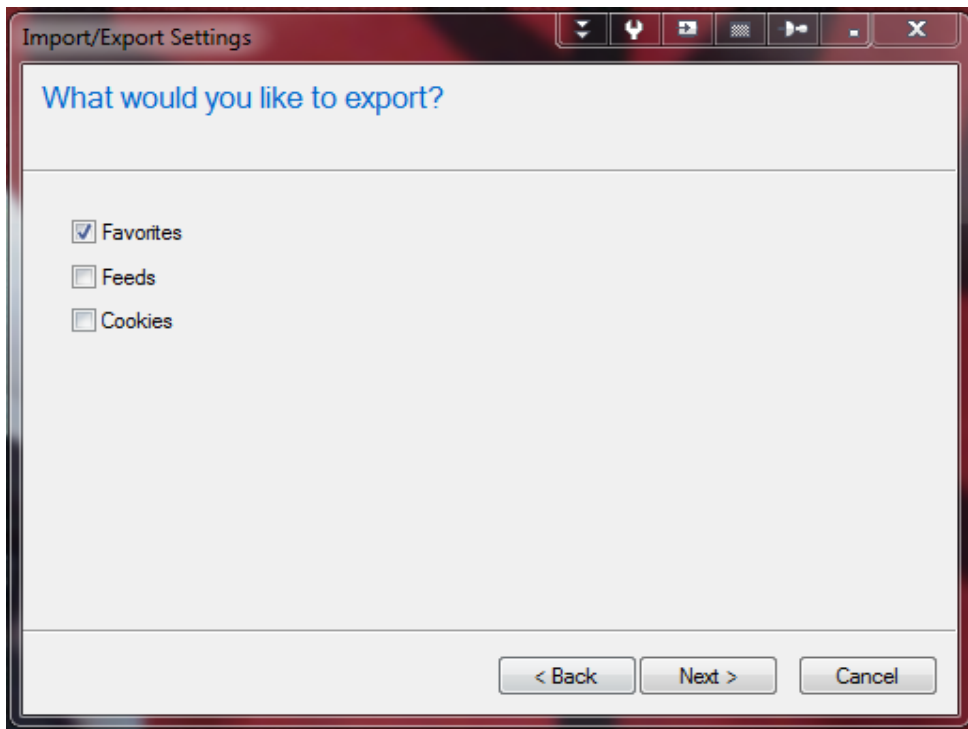 Import/Export Settings
What would you like to export?
Favorites
Feeds
Cookies
< Back Next > Cancel